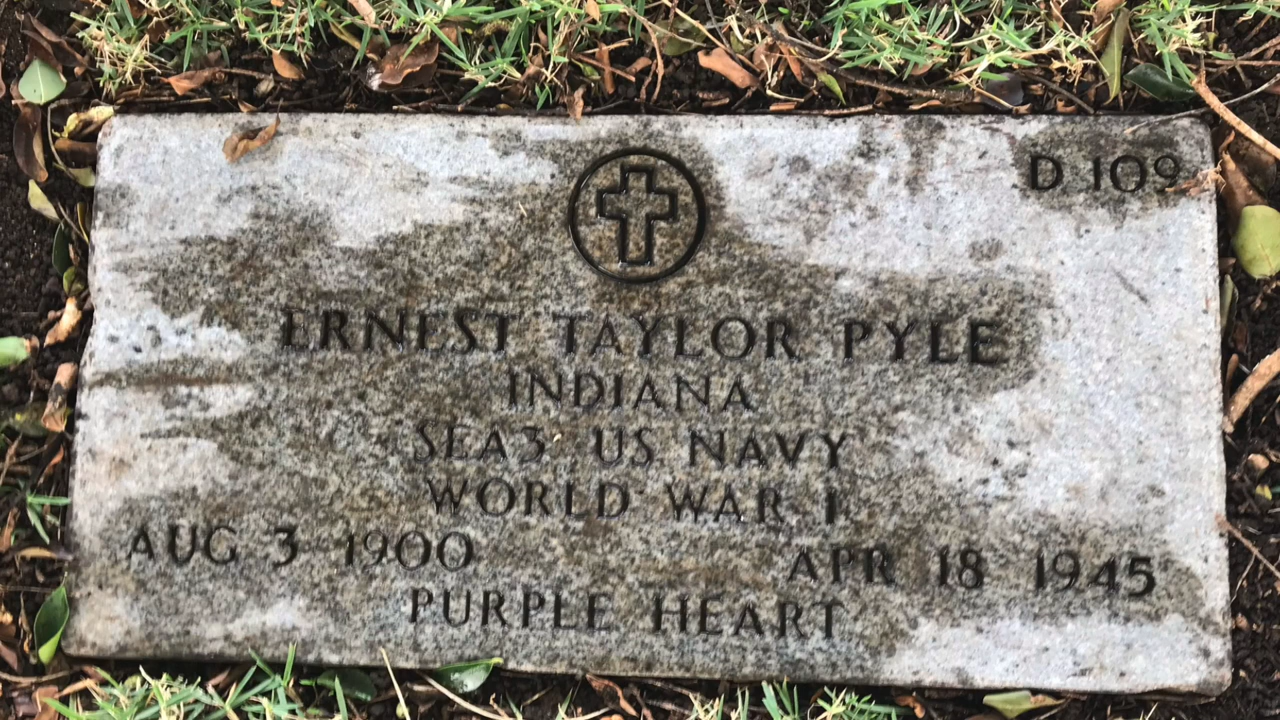 D 109
ERNEST TAYLOR PYLE
INDIANA
SEA3 US NAVY
WORLD WAR I
AUG 3 1900 APR 18 1945
PURPLE HEART